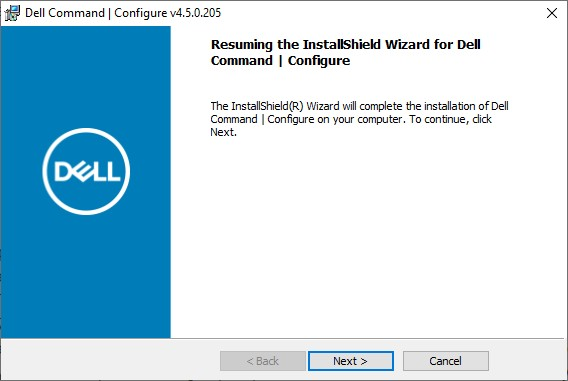 Dell Command | Configure v4.5.0.205
Resuming the InstallShield Wizard for Dell
Command | Configure
The InstallShield(R) Wizard will complete the installation of Dell
Command | Configure on your computer. To continue, click
Next.
DELL
< Back
Next >
Cancel